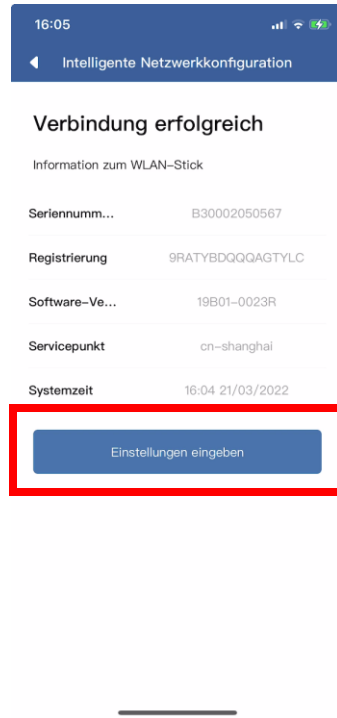 16:05
Intelligente Netzwerkkonfiguration
Verbindung erfolgreich
Information zum WLAN-Stick
Seriennumm... B30002050567
Registrierung 9RATYBDQQQAGTYLC
Software-Ve... 19B01-0023R
Servicepunkt cn-shanghai
Systemzeit 16:04 21/03/2022
Einstellungen eingeben